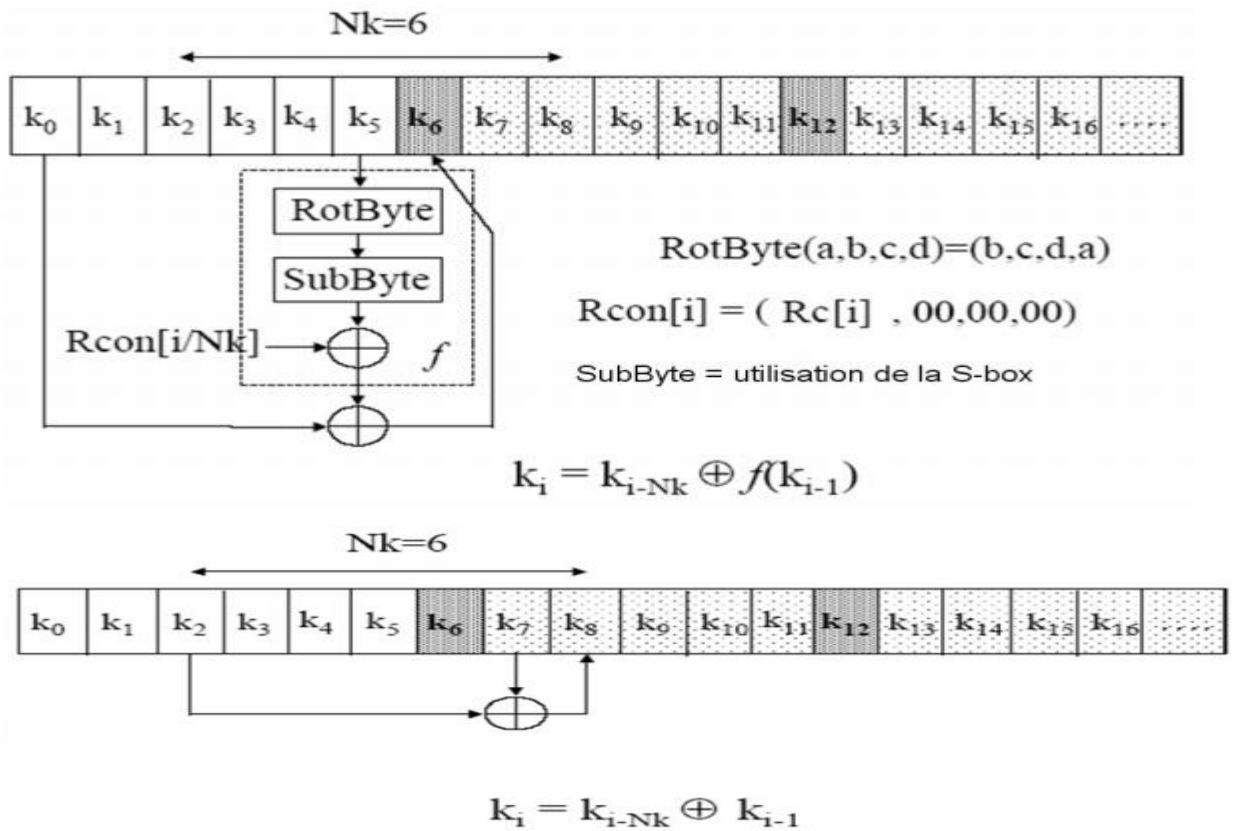 Nk=6
k₀ k₁ k₂ k₃ k₄ k₅ k₆ k₇ k₈ k₉ k₁₀ k₁₁ k₁₂ k₁₃ k₁₄ k₁₅ k₁₆ ....
RotByte
SubByte
Rcon[i/Nk]
f
RotByte(a,b,c,d)=(b,c,d,a)
Rcon[i] = ( Rc[i] , 00,00,00)
SubByte = utilisation de la S-box
kᵢ = kᵢ₋Nk ⊕ f(kᵢ₋₁)
Nk=6
k₀ k₁ k₂ k₃ k₄ k₅ k₆ k₇ k₈ k₉ k₁₀ k₁₁ k₁₂ k₁₃ k₁₄ k₁₅ k₁₆ ....
kᵢ = kᵢ₋Nk ⊕ kᵢ₋₁